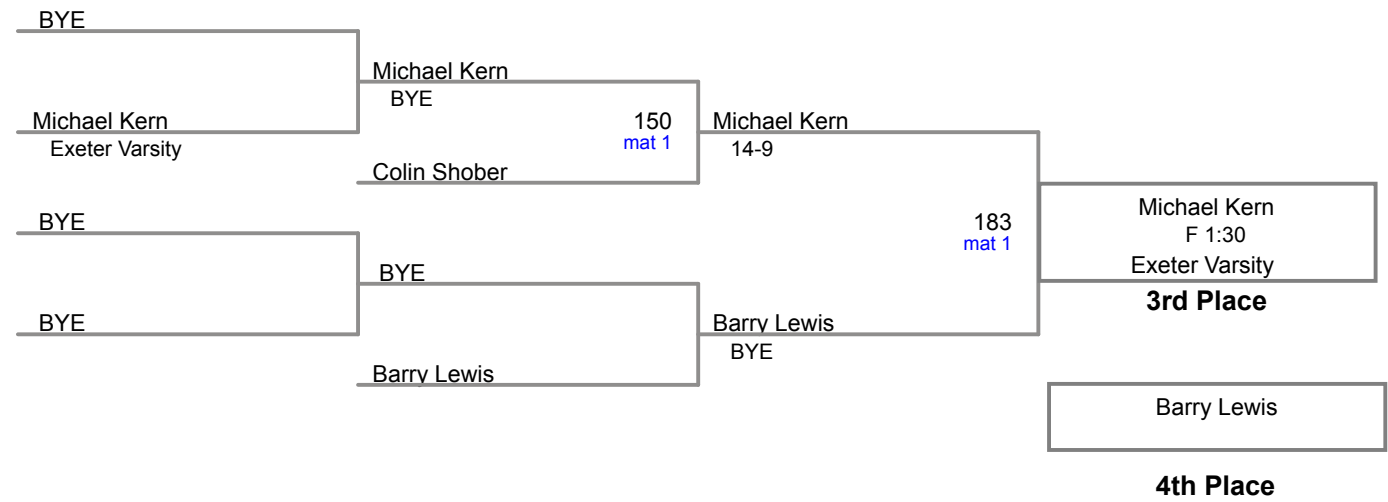 BYE
Michael Kern
BYE
Michael Kern
Exeter Varsity
150
mat 1
Michael Kern
14-9
Colin Shober
BYE
183
mat 1
Michael Kern
F 1:30
Exeter Varsity
3rd Place
BYE
BYE
Barry Lewis
BYE
Barry Lewis
Barry Lewis
4th Place